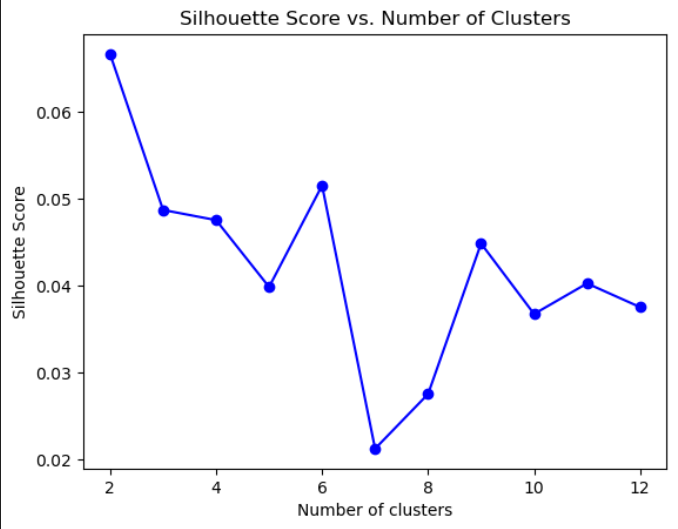 Silhouette Score vs. Number of Clusters
Silhouette Score
0.06
0.05
0.04
0.03
0.02
2 4 6 8 10 12
Number of clusters